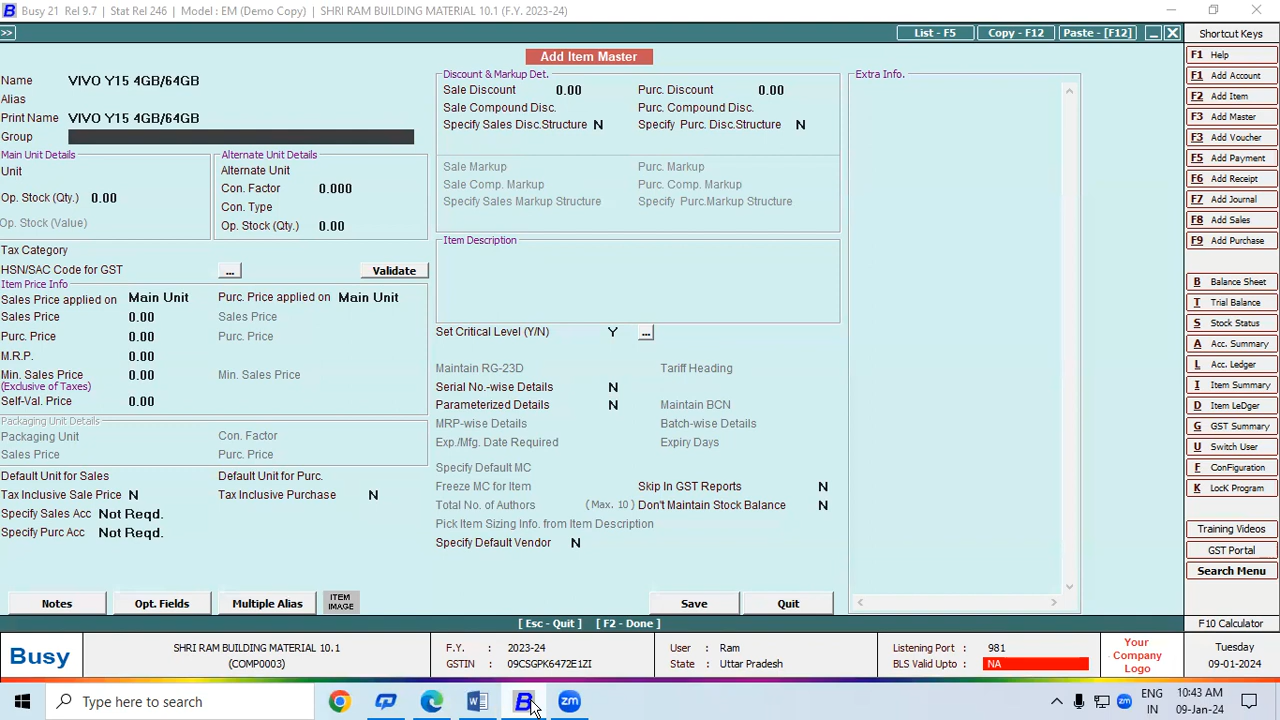 Busy 21 Rel 9.7 | Stat Rel 246 | Model : EM (Demo Copy) | SHRI RAM BUILDING MATERIAL 10.1 (F.Y. 2023-24)
>> List - F5 Copy - F12 Paste - [F12]
Shortcut Keys
Add Item Master
Name VIVO Y15 4GB/64GB
Alias
Print Name VIVO Y15 4GB/64GB
Group
Main Unit Details
Unit
Op. Stock (Qty.) 0.00
Op. Stock (Value)
Alternate Unit Details
Alternate Unit
Con. Factor 0.000
Con. Type
Op. Stock (Qty.) 0.00
Tax Category
HSN/SAC Code for GST ... Validate
Item Price Info
Sales Price applied on Main Unit Purc. Price applied on Main Unit
Sales Price 0.00 Sales Price
Purc. Price 0.00 Purc. Price
M.R.P. 0.00
Min. Sales Price 0.00 Min. Sales Price
(Exclusive of Taxes)
Self-Val. Price 0.00
Packaging Unit Details
Packaging Unit Con. Factor
Sales Price Purc. Price
Default Unit for Sales Default Unit for Purc.
Tax Inclusive Sale Price N Tax Inclusive Purchase N
Specify Sales Acc Not Reqd.
Specify Purc Acc Not Reqd.
Notes Opt. Fields Multiple Alias ITEM IMAGE
Discount & Markup Det.
Sale Discount 0.00 Purc. Discount 0.00
Sale Compound Disc. Purc. Compound Disc.
Specify Sales Disc.Structure N Specify Purc. Disc.Structure N
Sale Markup Purc. Markup
Sale Comp. Markup Purc. Comp. Markup
Specify Sales Markup Structure Specify Purc.Markup Structure
Item Description
Set Critical Level (Y/N) Y ...
Maintain RG-23D Tariff Heading
Serial No.-wise Details N
Parameterized Details N Maintain BCN
MRP-wise Details Batch-wise Details
Exp./Mfg. Date Required Expiry Days
Specify Default MC
Freeze MC for Item Skip In GST Reports N
Total No. of Authors (Max. 10) Don't Maintain Stock Balance N
Pick Item Sizing Info. from Item Description
Specify Default Vendor N
Save Quit
Extra Info.
F1 Help
F1 Add Account
F2 Add Item
F3 Add Master
F3 Add Voucher
F5 Add Payment
F6 Add Receipt
F7 Add Journal
F8 Add Sales
F9 Add Purchase
B Balance Sheet
T Trial Balance
S Stock Status
A Acc. Summary
L Acc. Ledger
I Item Summary
D Item LeDger
G GST Summary
U Switch User
F ConFiguration
K LocK Program
Training Videos
GST Portal
Search Menu
[ Esc - Quit ] [ F2 - Done ]
F10 Calculator
Busy
SHRI RAM BUILDING MATERIAL 10.1
(COMP0003)
F.Y. : 2023-24
GSTIN : 09CSGPK6472E1ZI
User : Ram
State : Uttar Pradesh
Listening Port : 981
BLS Valid Upto : NA
Your
Company
Logo
Tuesday
09-01-2024
Type here to search
B
zm
zm
ENG
IN
10:43 AM
09-Jan-24